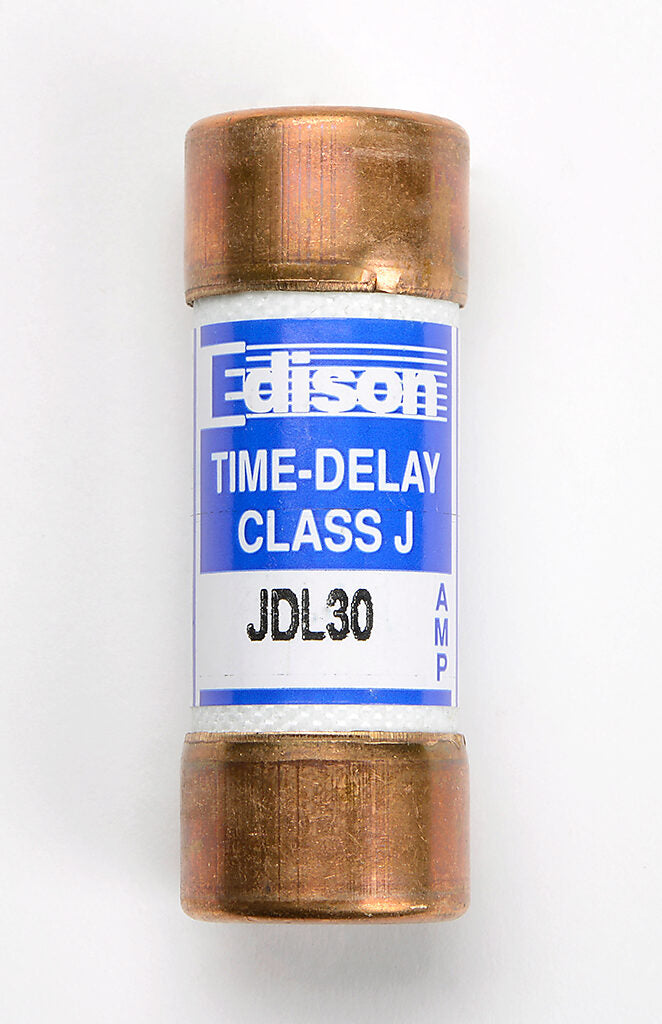 Edison
TIME-DELAY
CLASS J
JDL30
AMP